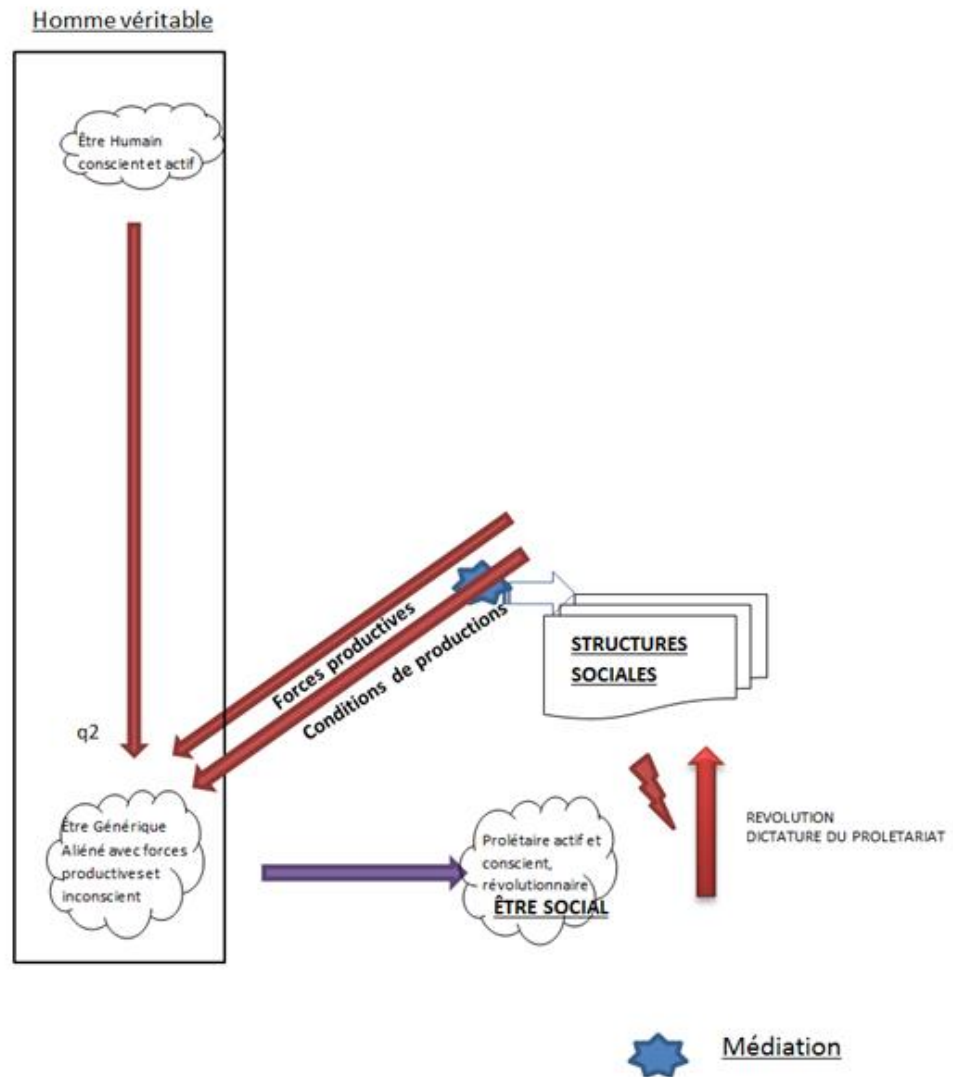 Homme véritable
Être Humain
conscient et actif
Forces productives
Conditions de productions
STRUCTURES
SOCIALES
q2
Être Générique
Aliéné avec forces
productives et
inconscient
Prolétaire actif et
conscient,
révolutionnaire
ÊTRE SOCIAL
REVOLUTION
DICTATURE DU PROLETARIAT
Médiation